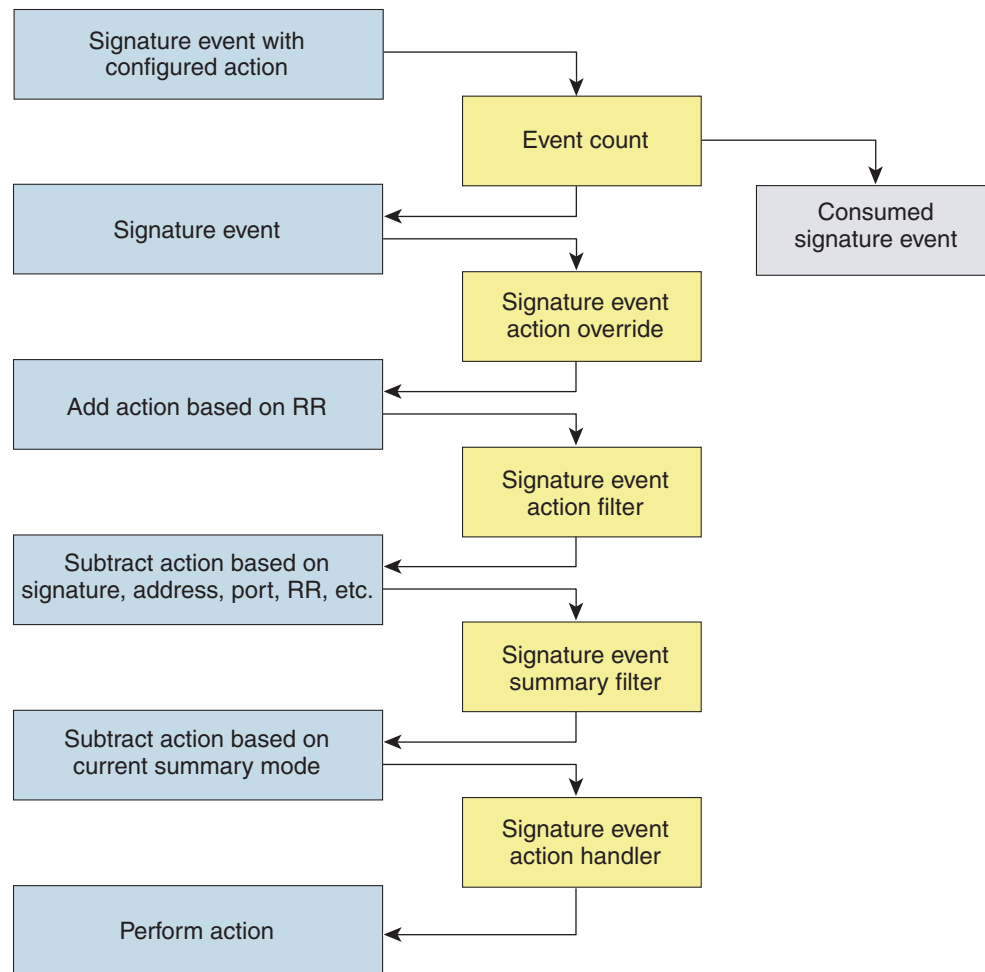 Signature event with
configured action
Event count
Consumed
signature event
Signature event
Signature event
action override
Add action based on RR
Signature event
action filter
Subtract action based on
signature, address, port, RR, etc.
Signature event
summary filter
Subtract action based on
current summary mode
Signature event
action handler
Perform action